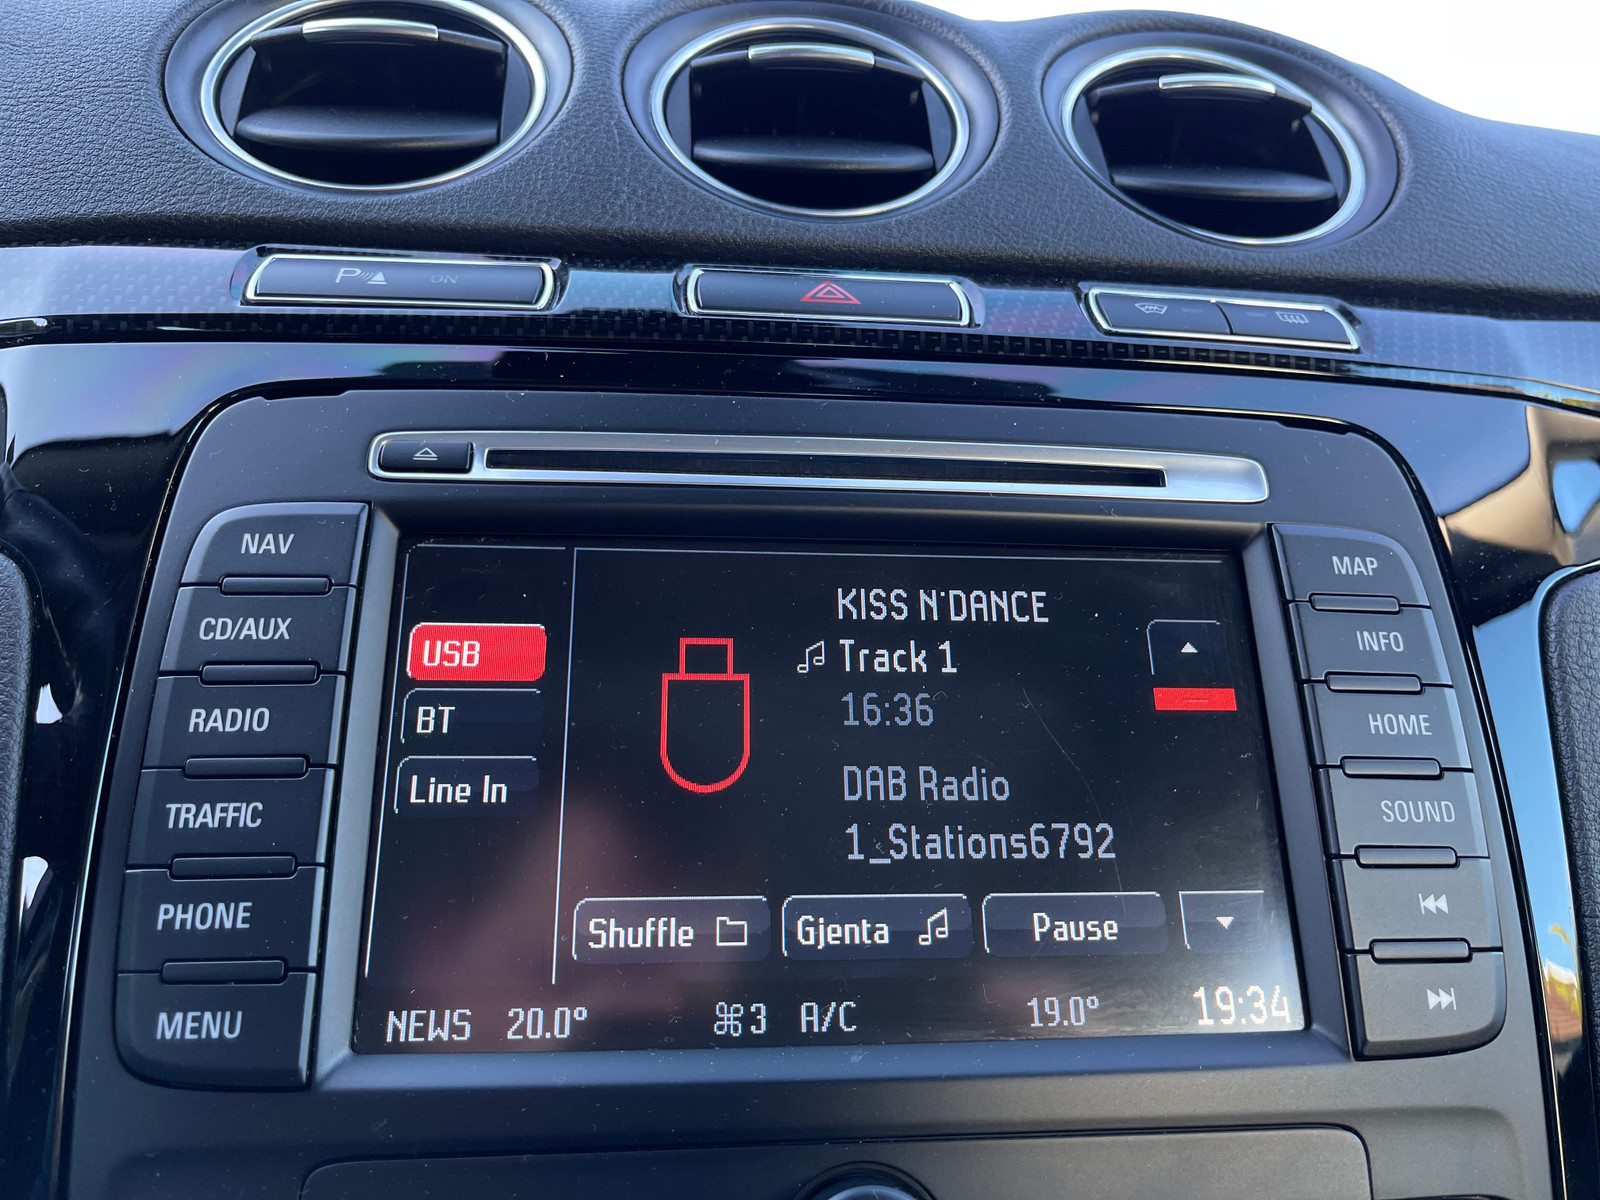 P ON
NAV
CD/AUX
RADIO
TRAFFIC
PHONE
MENU
USB
BT
Line In
KISS N'DANCE
Track 1
16:36
DAB Radio
1_Stations6792
Shuffle
Gjenta
Pause
NEWS 20.0° ⌘3 A/C 19.0° 19:34
MAP
INFO
HOME
SOUND